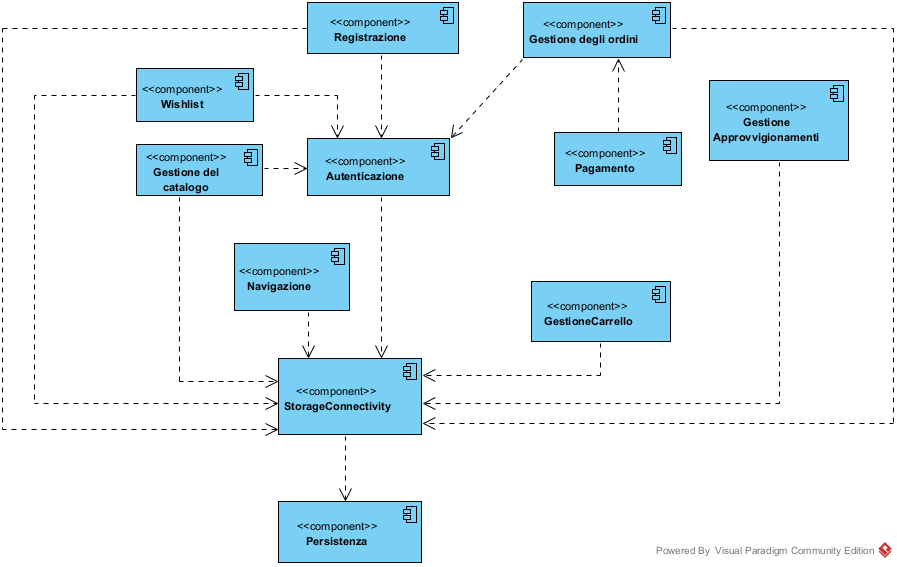 <<component>>
Registrazione
<<component>>
Gestione degli ordini
<<component>>
Wishlist
<<component>>
Gestione
Approvvigionamenti
<<component>>
Gestione del
catalogo
<<component>>
Autenticazione
<<component>>
Pagamento
<<component>>
Navigazione
<<component>>
GestioneCarrello
<<component>>
StorageConnectivity
<<component>>
Persistenza
Powered By Visual Paradigm Community Edition